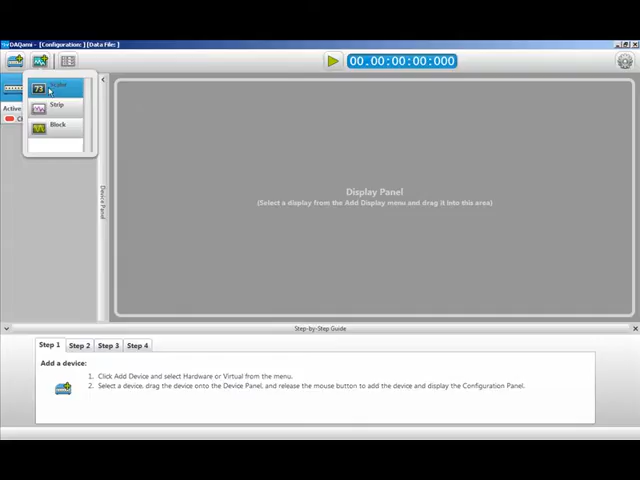 DAQami - [Configuration: ] [Data File: ]
00.00:00:00:000
73
Scalar
Strip
Block
Active
Device Panel
Display Panel
(Select a display from the Add Display menu and drag it into this area)
Step-by-Step Guide
Step 1 Step 2 Step 3 Step 4
Add a device:
1. Click Add Device and select Hardware or Virtual from the menu.
2. Select a device, drag the device onto the Device Panel, and release the mouse button to add the device and display the Configuration Panel.